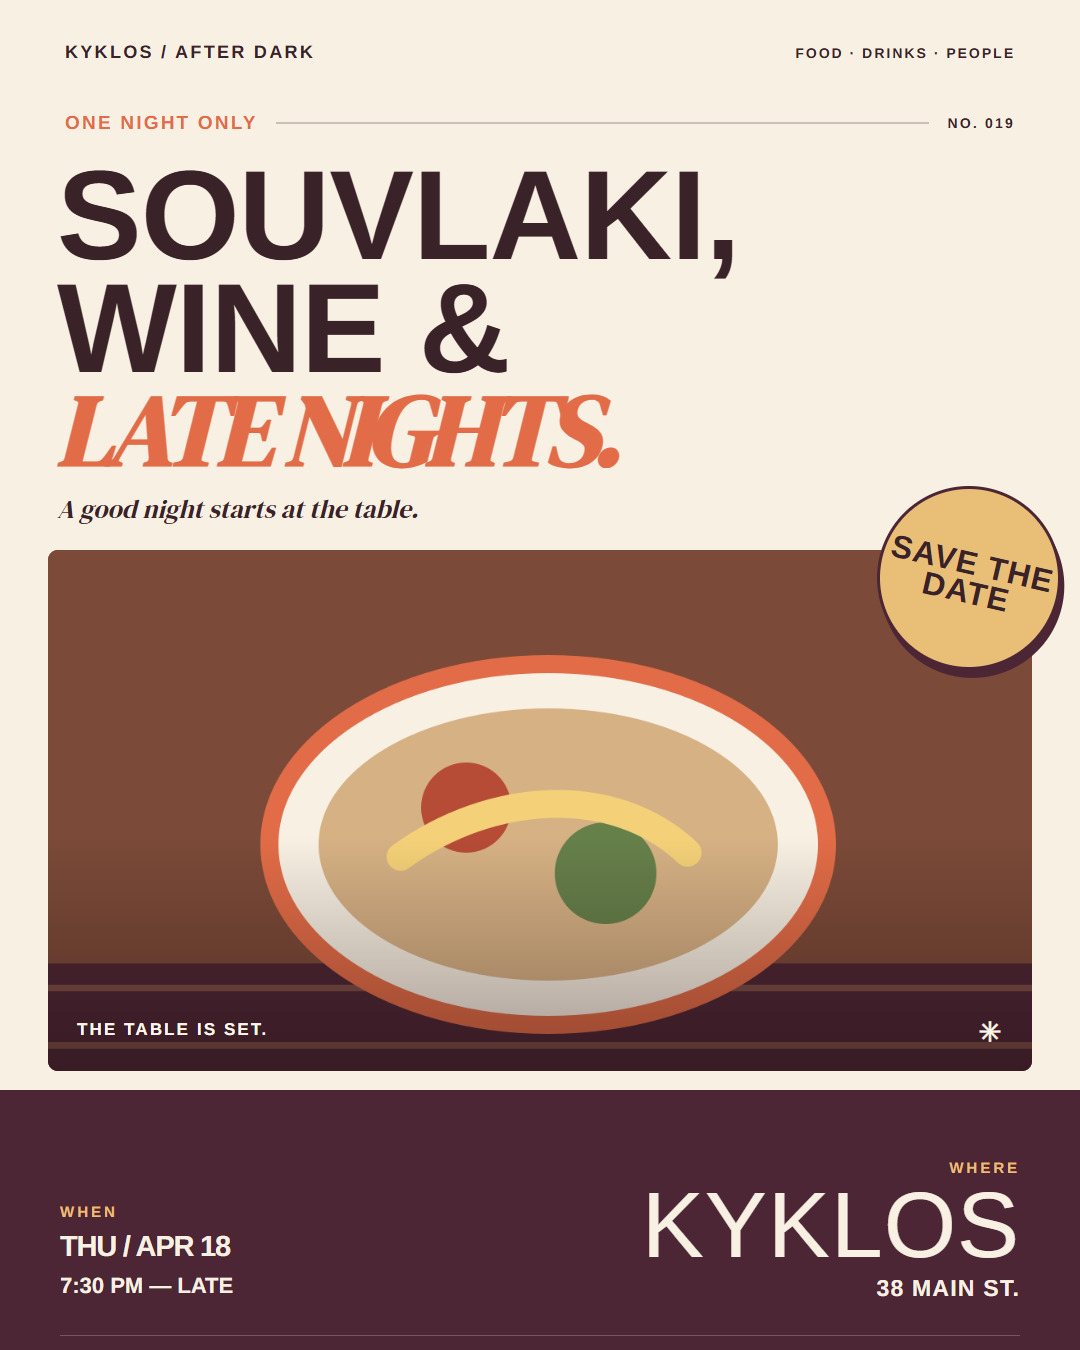 KYKLOS / AFTER DARK
FOOD · DRINKS · PEOPLE
ONE NIGHT ONLY
NO. 019
SOUVLAKI,
WINE &
LATE NIGHTS.
A good night starts at the table.
SAVE THE
DATE
THE TABLE IS SET.
WHEN
THU / APR 18
7:30 PM — LATE
WHERE
KYKLOS
38 MAIN ST.